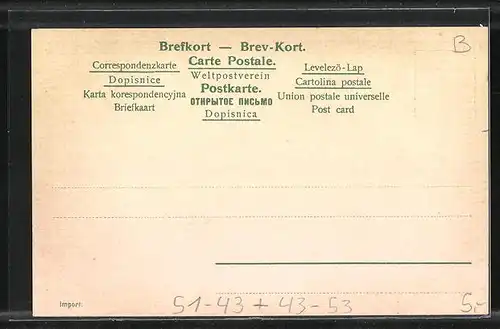 Brefkort — Brev-Kort.
Correspondenzkarte Carte Postale. Levelező-Lap
Dopisnice Weltpostverein Cartolina postale
Karta korespondencyjna Postkarte. Union postale universelle
Briefkaart ОТКРЫТОЕ ПИСЬМО Post card
Dopisnica
B
Import.
51-43 + 43-53
5,-